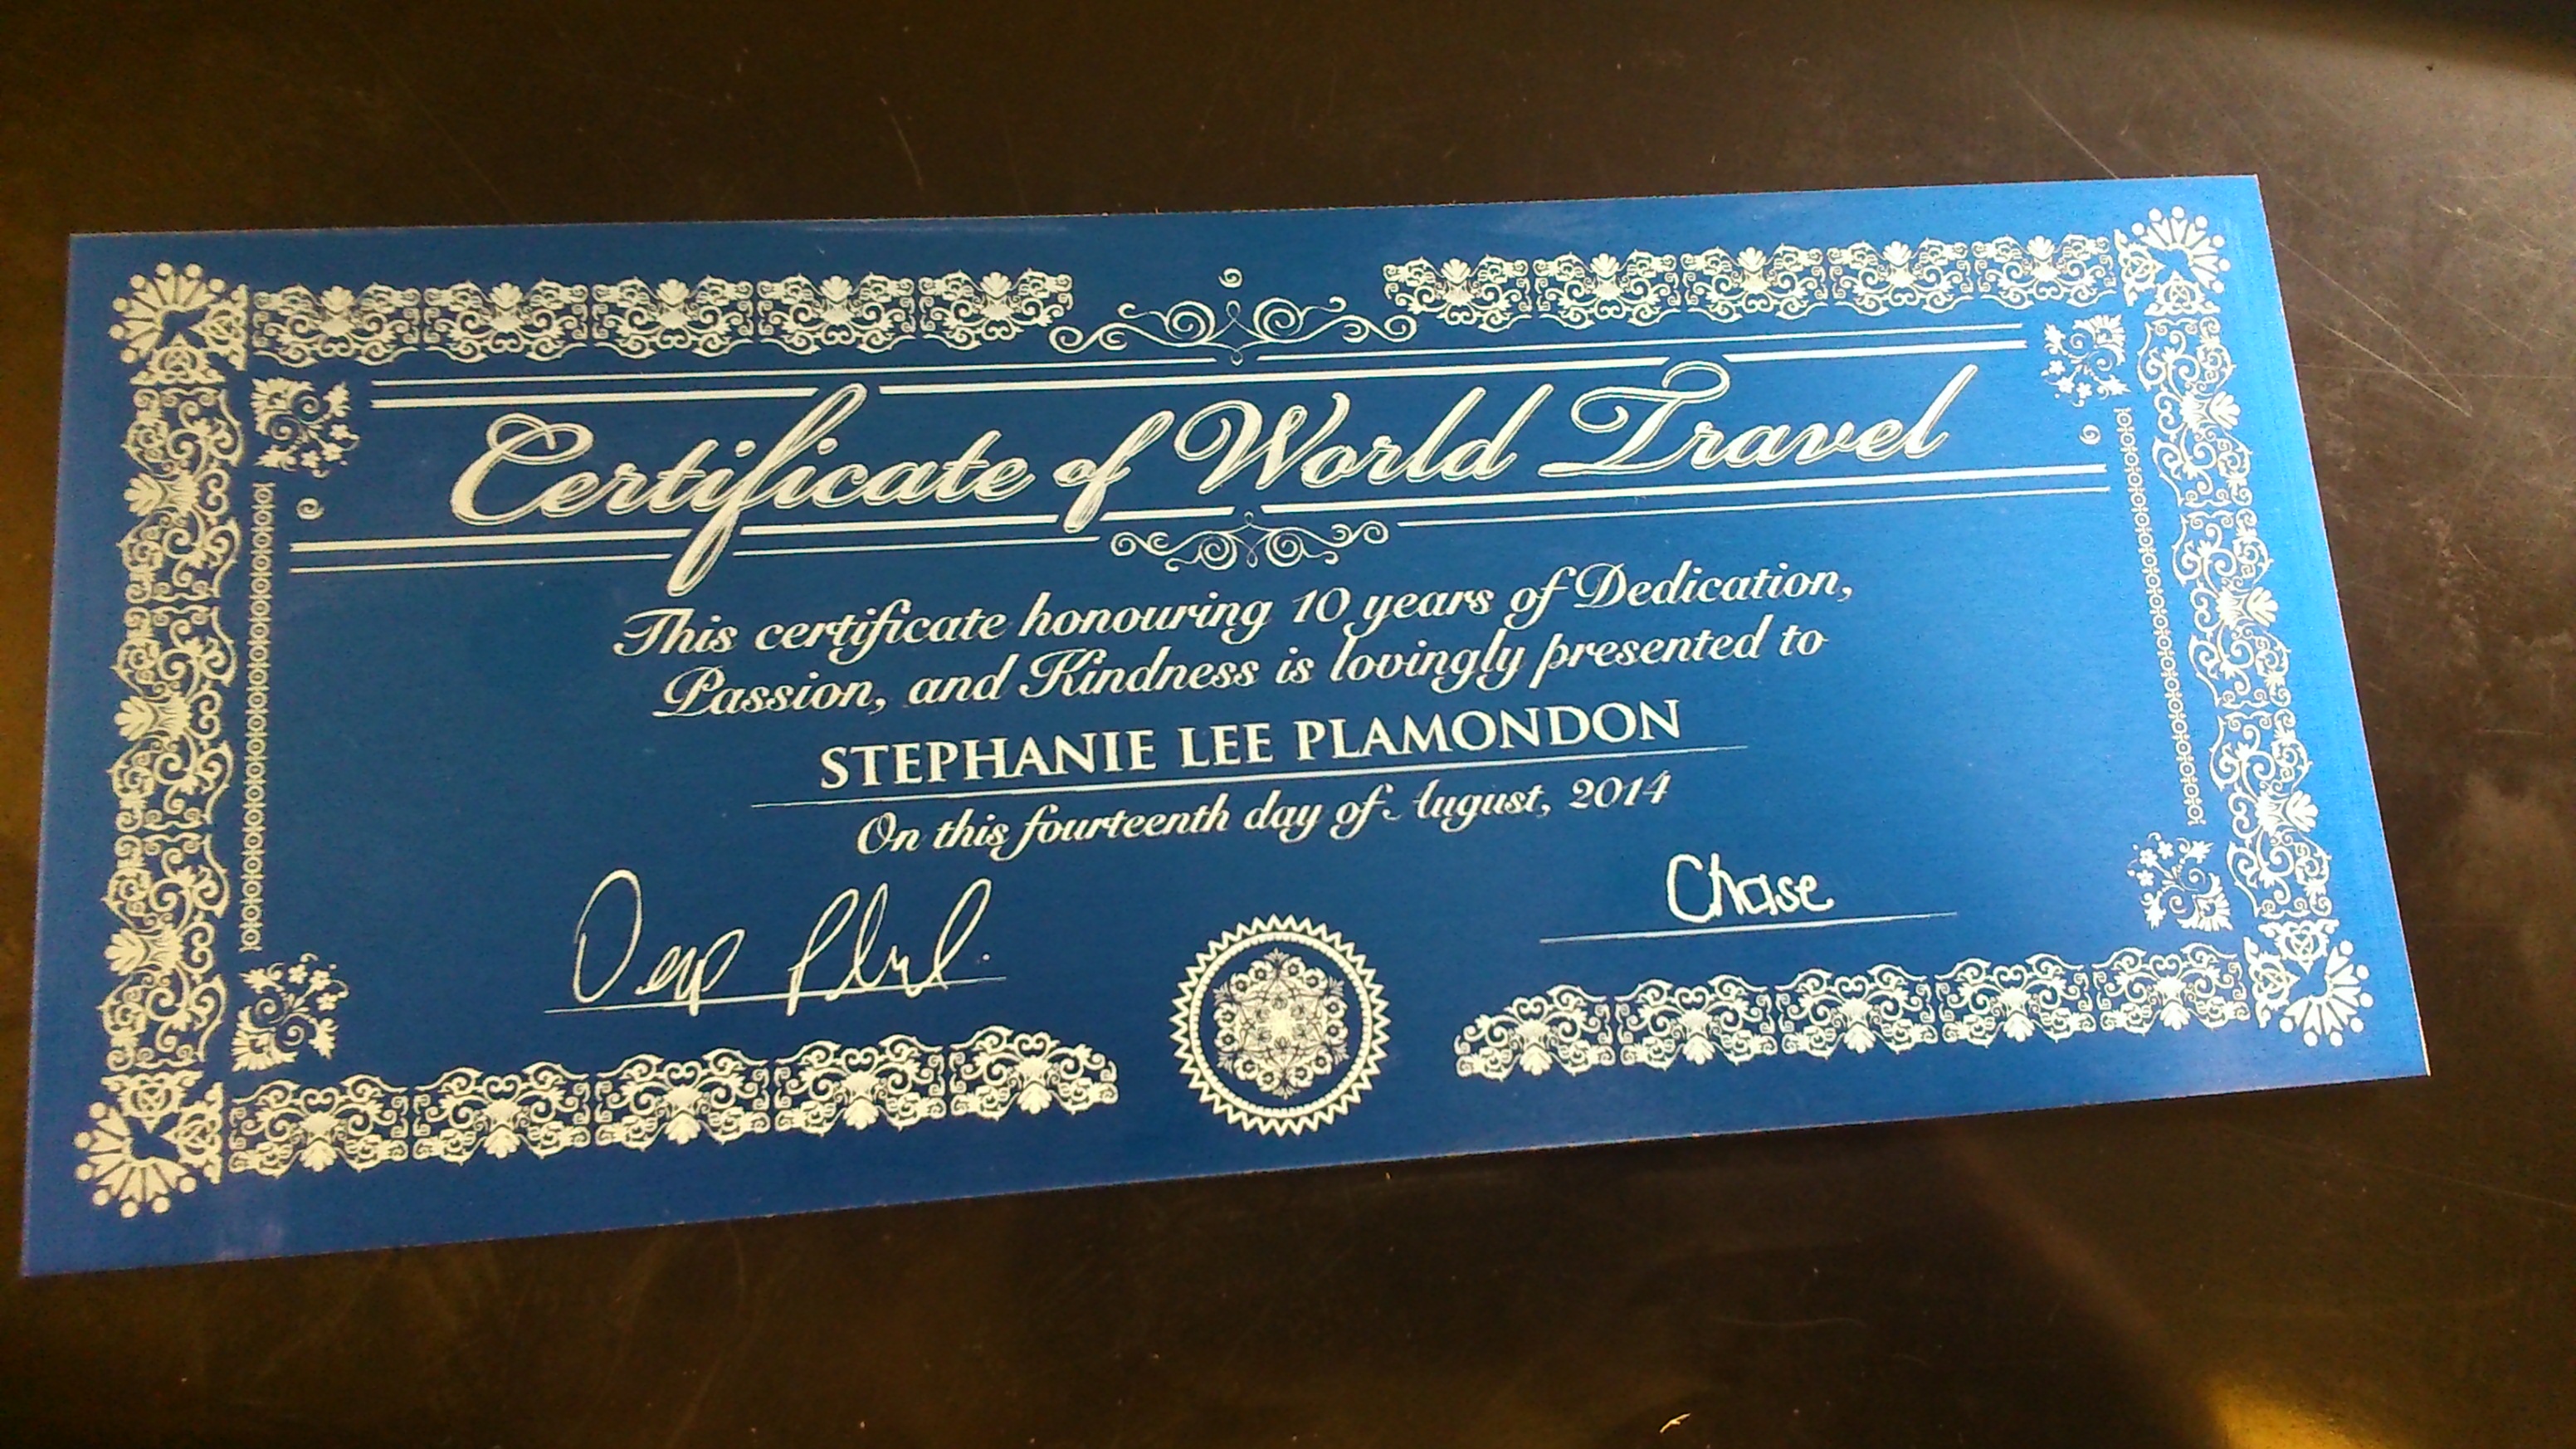 Certificate of World Travel
This certificate honouring 10 years of Dedication,
Passion, and Kindness is lovingly presented to
STEPHANIE LEE PLAMONDON
On this fourteenth day of August, 2014
Chase